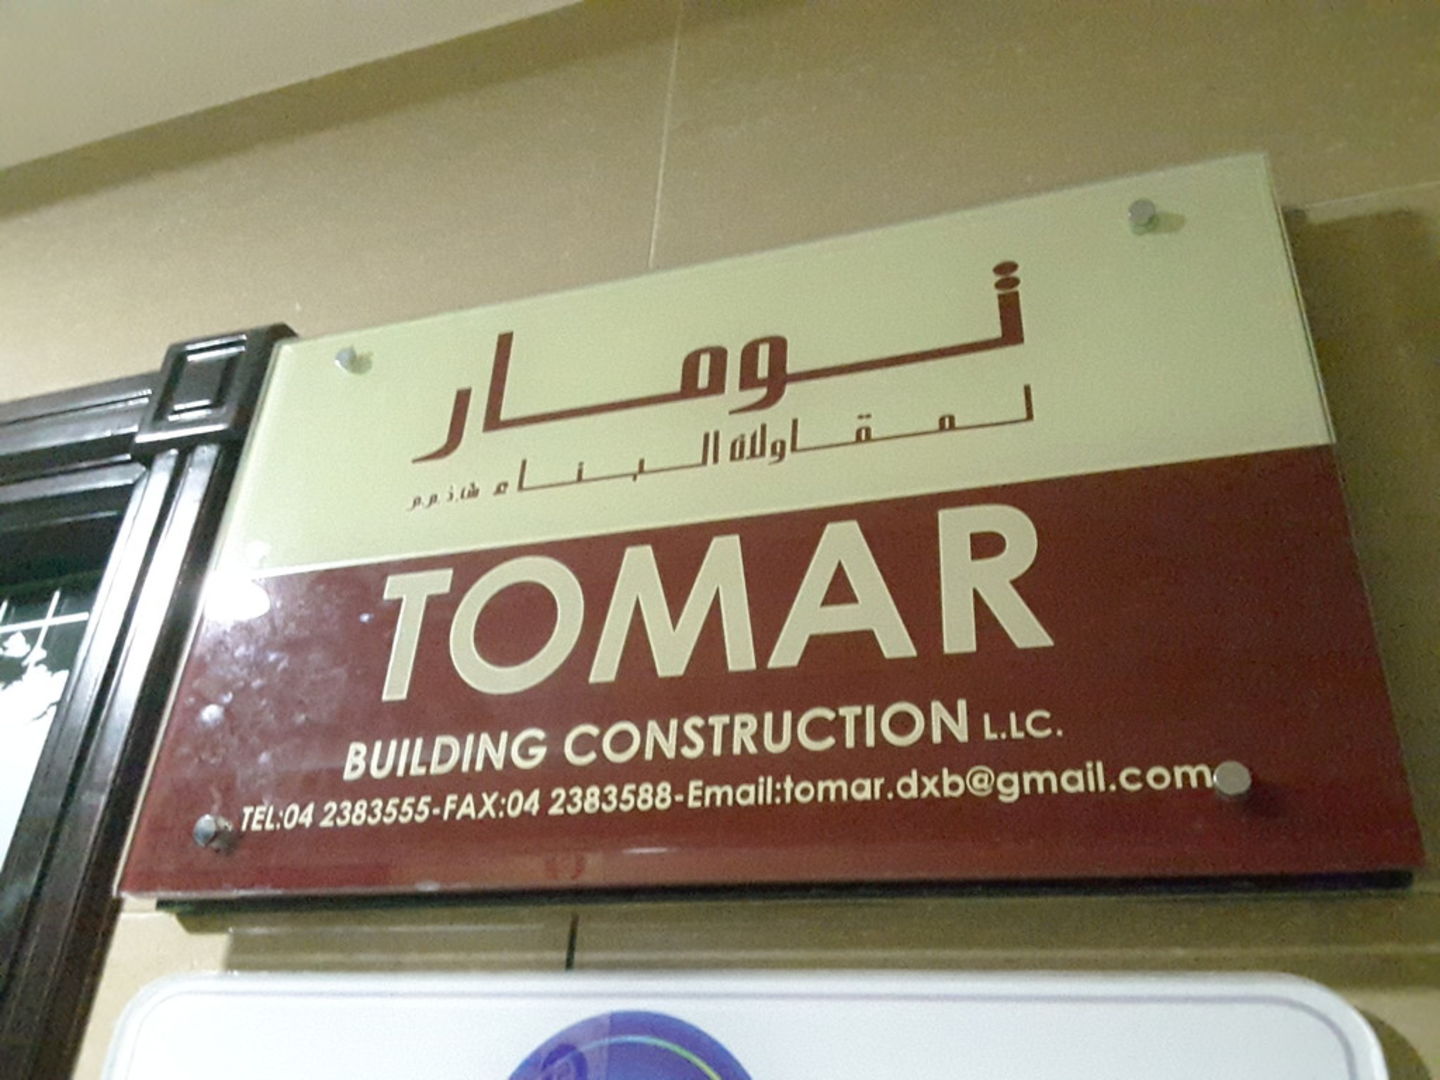 تومار
لمقاولات البناء ش.ذ.م.م
TOMAR
BUILDING CONSTRUCTION L.LC.
TEL:04 2383555-FAX:04 2383588-Email:tomar.dxb@gmail.com